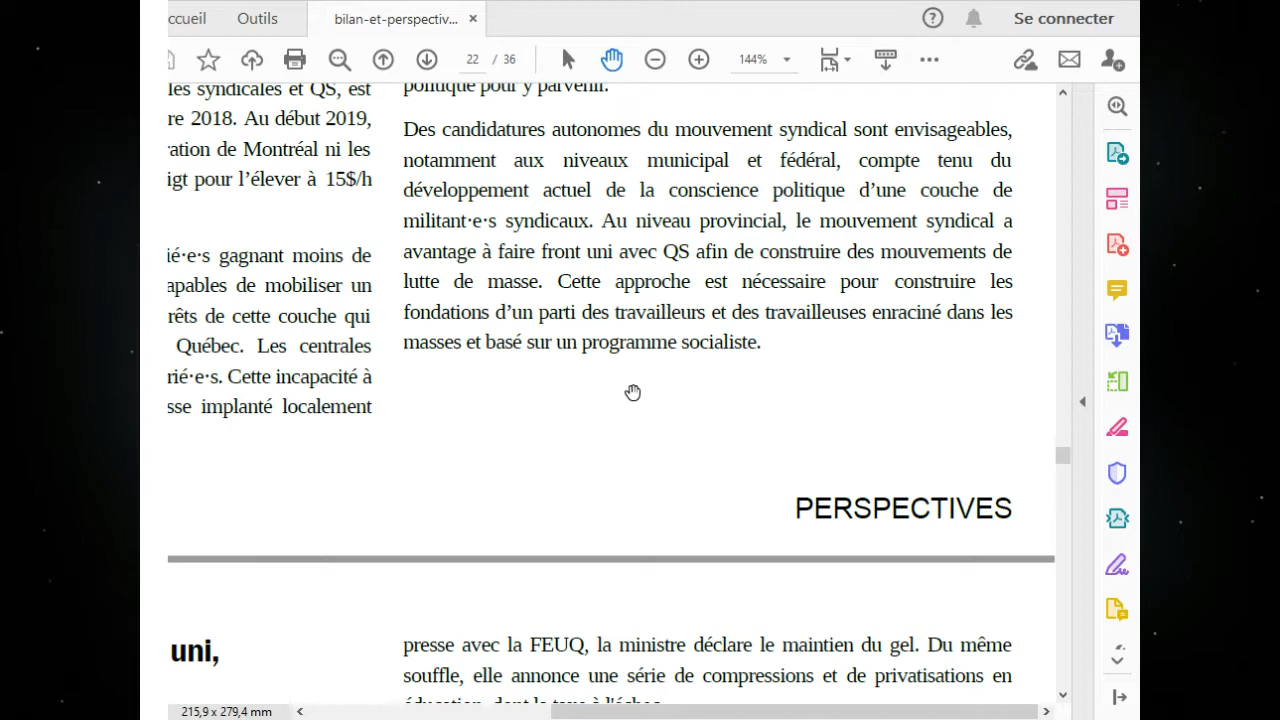 ccueil Outils bilan-et-perspectiv... × Se connecter
22 / 36 144%
les syndicales et QS, est
re 2018. Au début 2019,
ration de Montréal ni les
igt pour l'élever à 15$/h
ié·e·s gagnant moins de
apables de mobiliser un
rêts de cette couche qui
Québec. Les centrales
rié·e·s. Cette incapacité à
sse implanté localement
politique pour y parvenir.
Des candidatures autonomes du mouvement syndical sont envisageables,
notamment aux niveaux municipal et fédéral, compte tenu du
développement actuel de la conscience politique d'une couche de
militant·e·s syndicaux. Au niveau provincial, le mouvement syndical a
avantage à faire front uni avec QS afin de construire des mouvements de
lutte de masse. Cette approche est nécessaire pour construire les
fondations d'un parti des travailleurs et des travailleuses enraciné dans les
masses et basé sur un programme socialiste.
PERSPECTIVES
uni,
presse avec la FEUQ, la ministre déclare le maintien du gel. Du même
souffle, elle annonce une série de compressions et de privatisations en
éducation, dont la taxe à l'échec
215,9 x 279,4 mm